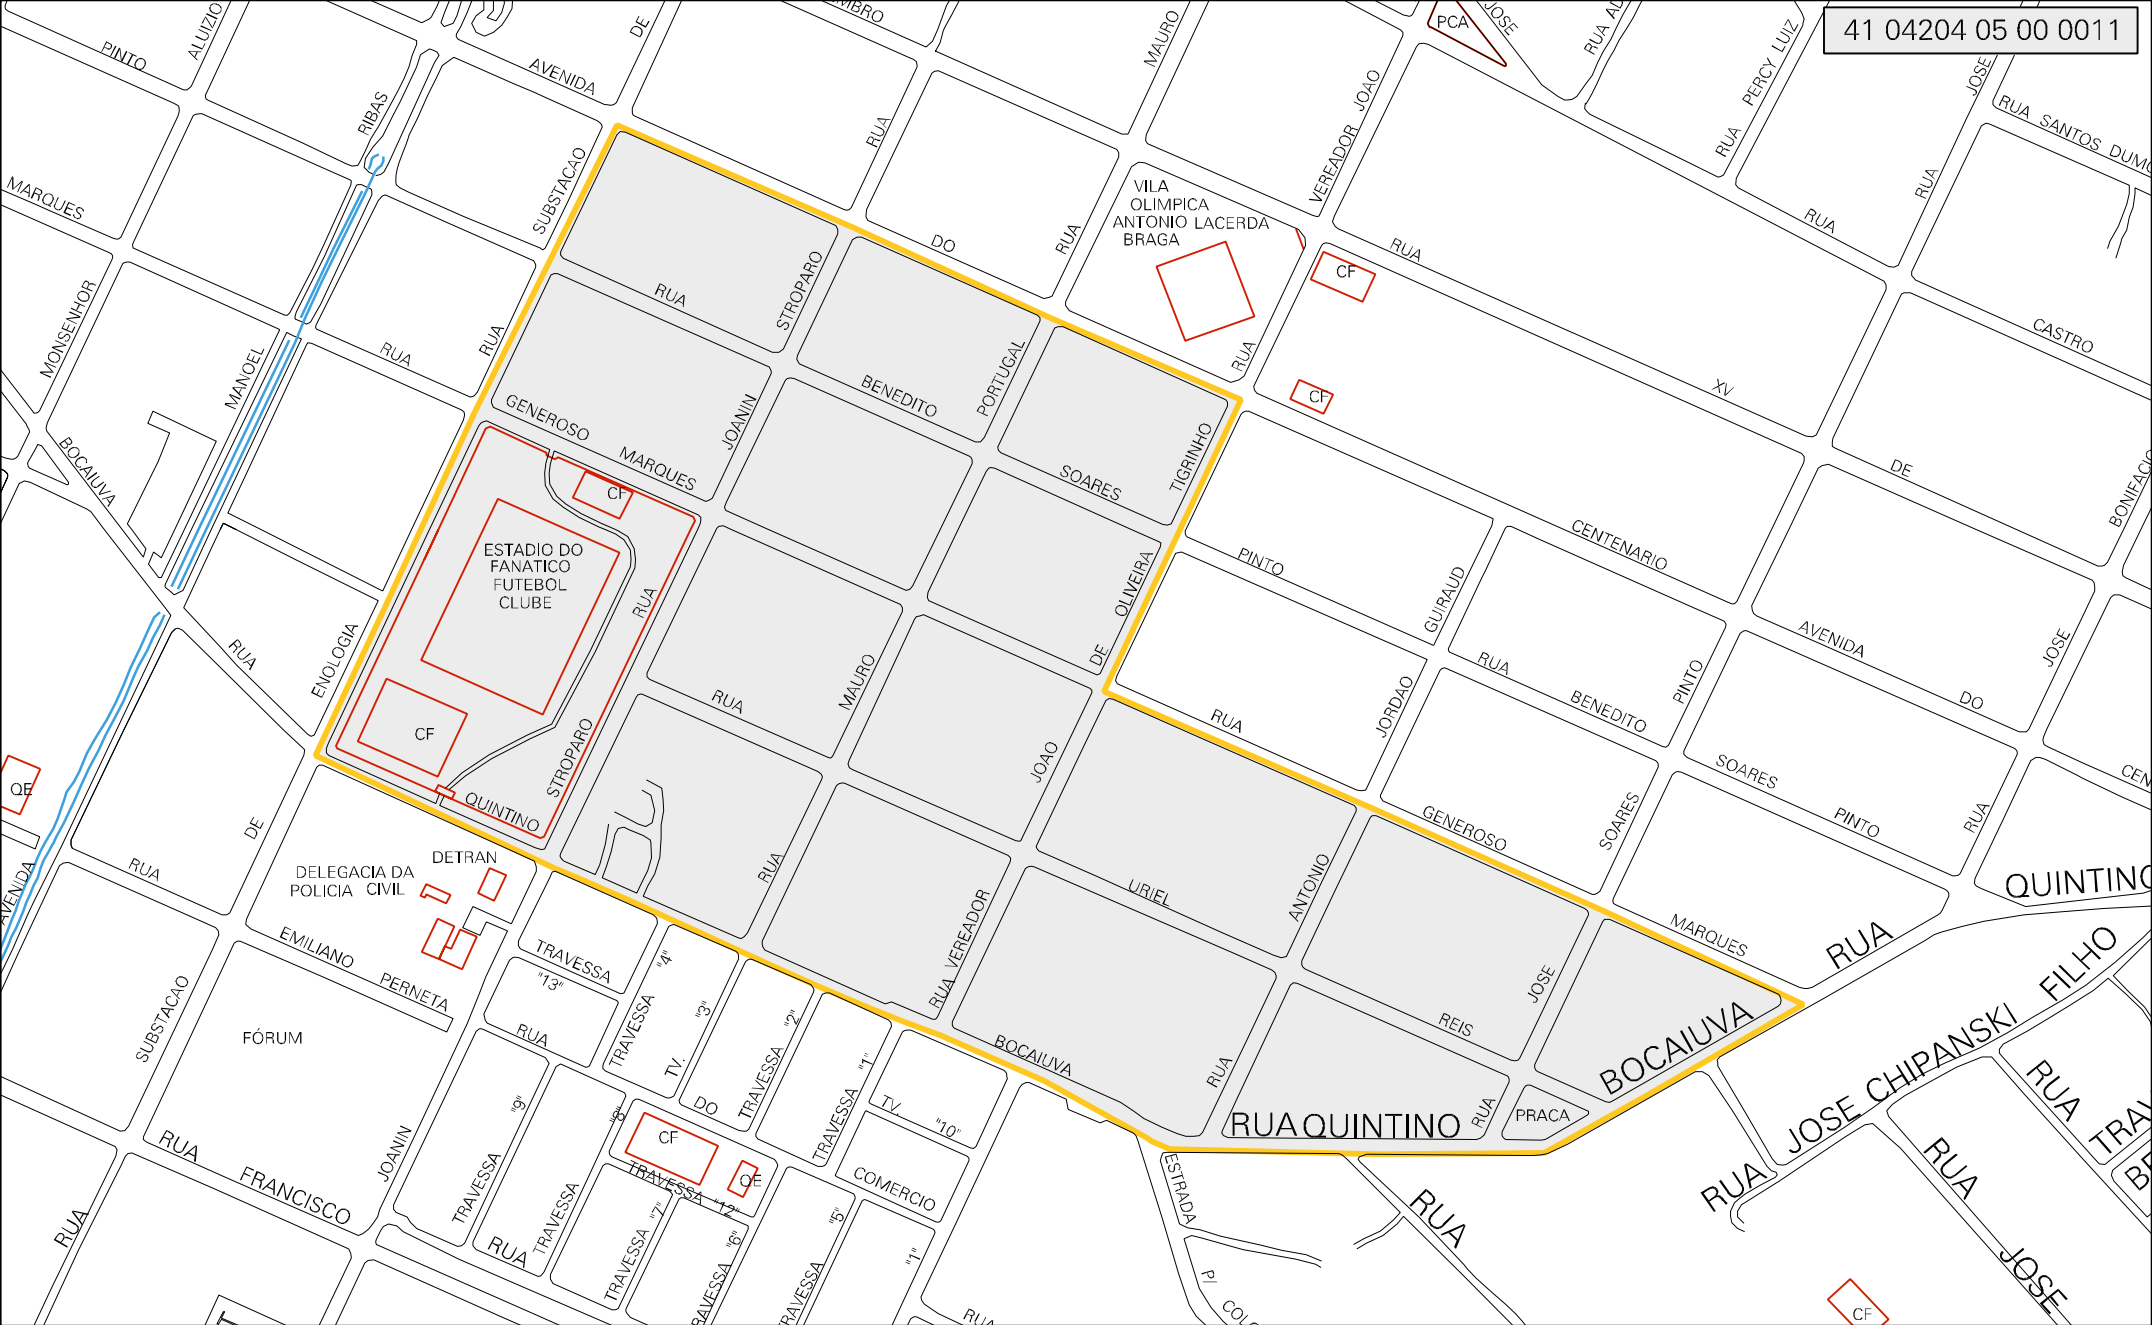 41 04204 05 00 0011
PINTO
ALUIZIO
RIBAS
AVENIDA
DE
RUA
MAURO
PCA
JOSE
PERCY LUIZ
RUA
JOSE
RUA SANTOS
VEREADOR JOAO
MARQUES
SUBSTACAO
RUA
DO
RUA
VILA
OLIMPICA
ANTONIO LACERDA
BRAGA
RUA
CF
RUA
RUA
RUA
CASTRO
MONSENHOR
MANOEL
RUA
RUA
STROPARO
PORTUGAL
BENEDITO
CF
XV
DE
BOCAIUVA
GENEROSO
MARQUES
JOANIN
SOARES
TIGRINHO
CENTENARIO
CF
ESTADIO DO
FANATICO
FUTEBOL
CLUBE
RUA
PINTO
GUIRAUD
OLIVEIRA
DE
RUA
ENOLOGIA
RUA
MAURO
RUA
JORDAO
RUA
BENEDITO
PINTO
AVENIDA
DO
JOSE
CF
STROPARO
QUINTINO
JOAO
QE
DE
RUA
GENEROSO
SOARES
SOARES
PINTO
RUA
AVENIDA
RUA
DETRAN
DELEGACIA DA
POLICIA CIVIL
URIEL
ANTONIO
MARQUES
RUA
QUINTINO
EMILIANO
PERNETA
TRAVESSA
"13"
"4"
"3"
"2"
"1"
RUA VEREADOR
JOSE
REIS
BOCAIUVA
SUBSTACAO
FÓRUM
RUA
TRAVESSA
TV.
TRAVESSA
TRAVESSA
BOCAIUVA
RUA
RUA QUINTINO
RUA
PRACA
RUA
JOSE CHIPANSKI
FILHO
RUA
RUA
JOANIN
"9"
"8"
DO
CF
TV.
"10"
COMERCIO
RUA
FRANCISCO
RUA
TRAVESSA
TRAVESSA
RUA
TRAVESSA
"12"
QE
TRAVESSA
"7"
"6"
"5"
"1"
ESTRADA
P/
RUA
JOSE
CF